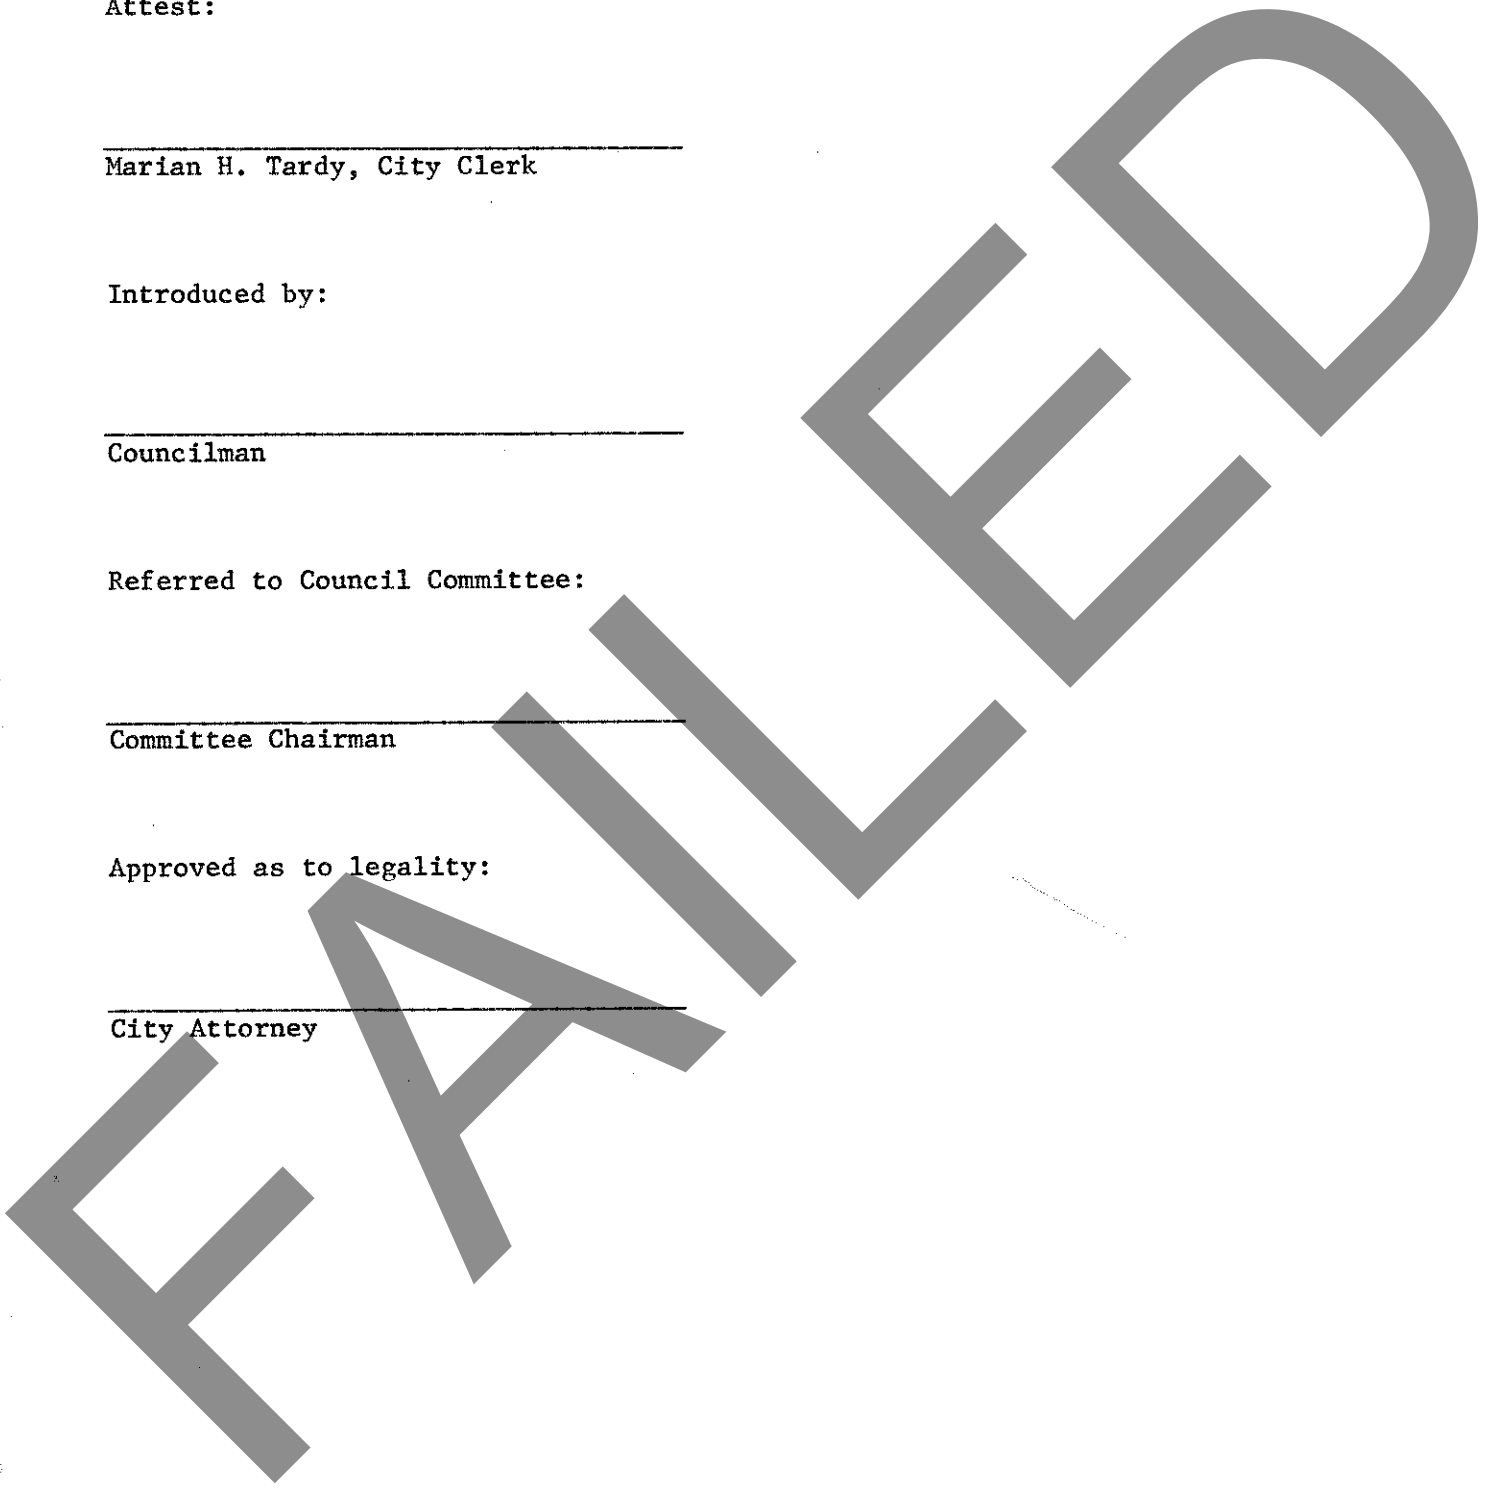 Attest:
Marian H. Tardy, City Clerk
Introduced by:
Councilman
Referred to Council Committee:
Committee Chairman
Approved as to legality:
City Attorney
FAILED